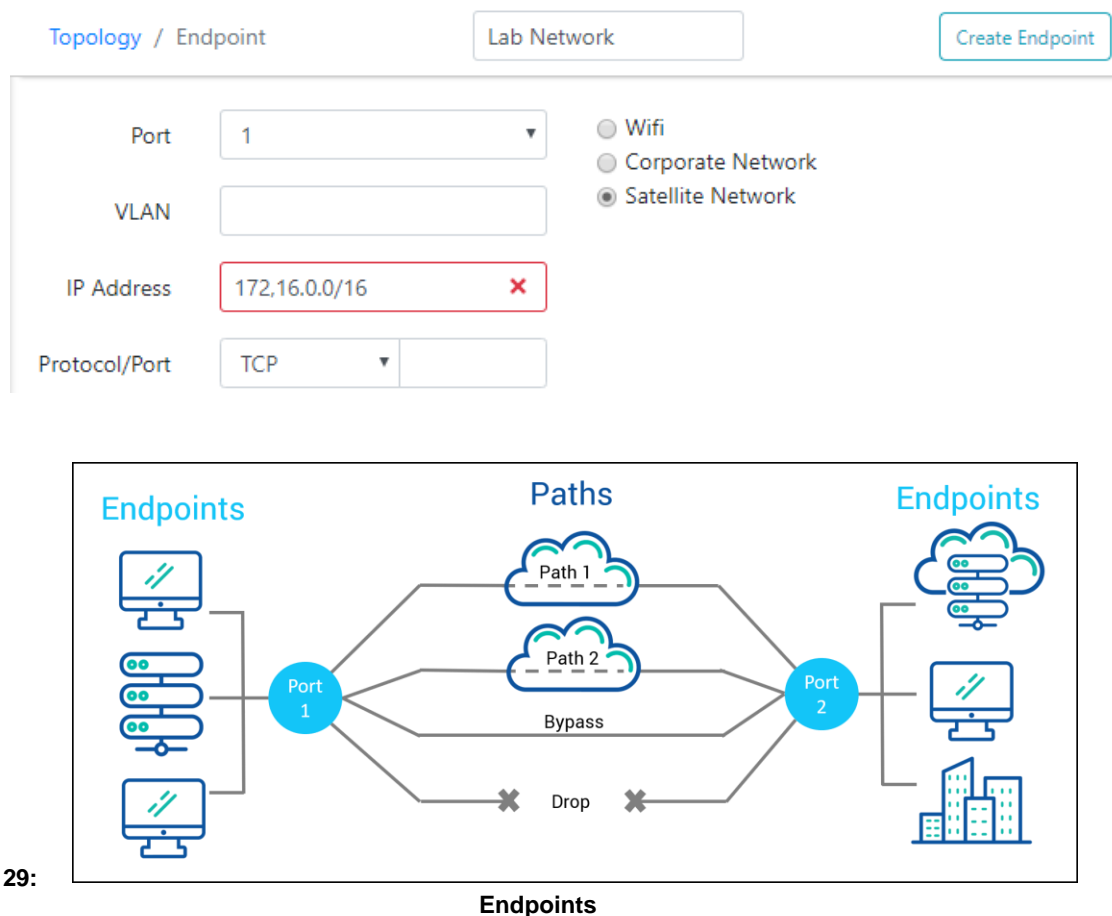 Topology / Endpoint Lab Network Create Endpoint
Port 1 Wifi
Corporate Network
VLAN Satellite Network
IP Address 172,16.0.0/16
Protocol/Port TCP
Endpoints Paths Endpoints
Path 1
Path 2
Port 1 Port 2
Bypass
Drop
29:
Endpoints